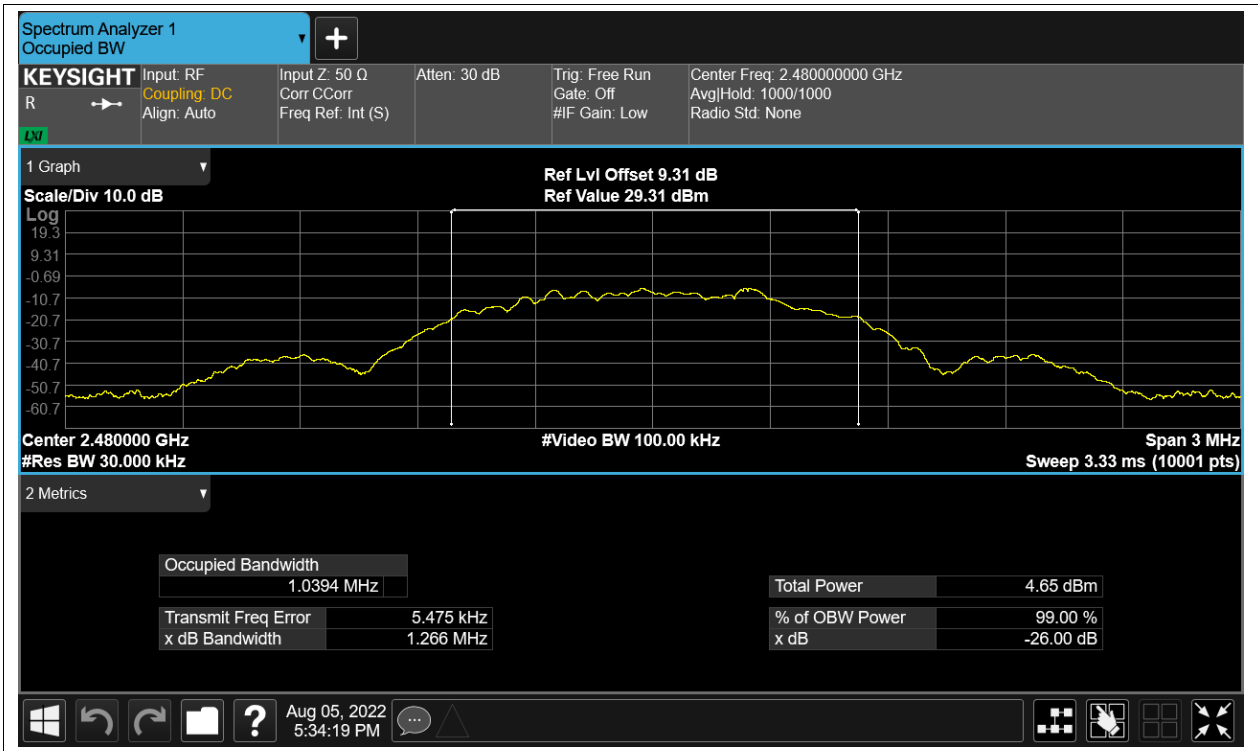 Spectrum Analyzer 1
Occupied BW
KEYSIGHT
R
LXI
Input: RF
Coupling: DC
Align: Auto
Input Z: 50 Ω
Corr CCorr
Freq Ref: Int (S)
Atten: 30 dB
Trig: Free Run
Gate: Off
#IF Gain: Low
Center Freq: 2.480000000 GHz
Avg|Hold: 1000/1000
Radio Std: None
1 Graph
Scale/Div 10.0 dB
Ref Lvl Offset 9.31 dB
Ref Value 29.31 dBm
Log
19.3
9.31
-0.69
-10.7
-20.7
-30.7
-40.7
-50.7
-60.7
Center 2.480000 GHz
#Res BW 30.000 kHz
#Video BW 100.00 kHz
Span 3 MHz
Sweep 3.33 ms (10001 pts)
2 Metrics
Occupied Bandwidth
1.0394 MHz
Transmit Freq Error 5.475 kHz
x dB Bandwidth 1.266 MHz
Total Power 4.65 dBm
% of OBW Power 99.00 %
x dB -26.00 dB
?
Aug 05, 2022
5:34:19 PM